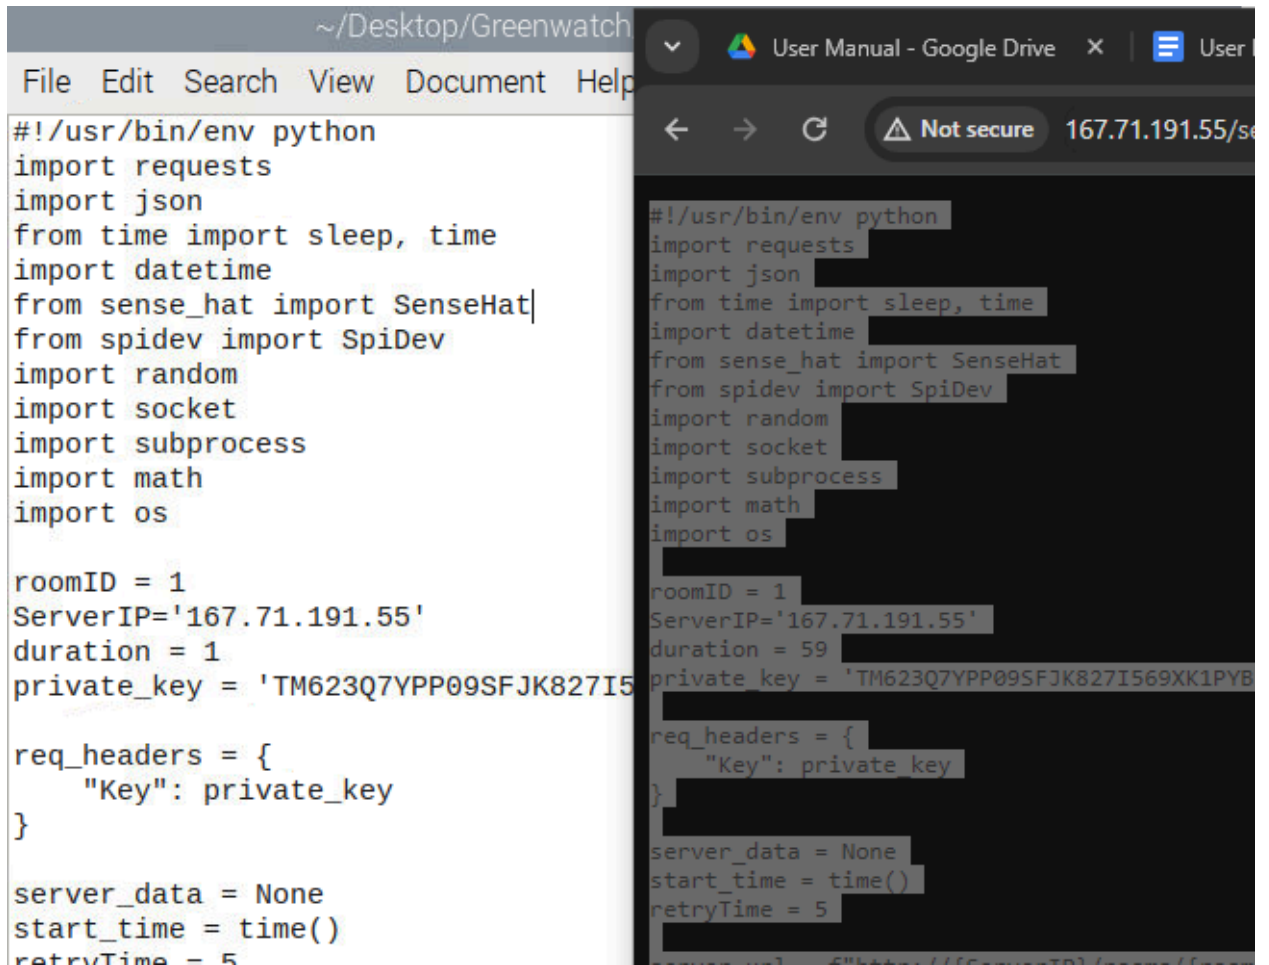 ~/Desktop/Greenwatch
File Edit Search View Document Help
#!/usr/bin/env python
import requests
import json
from time import sleep, time
import datetime
from sense_hat import SenseHat
from spidev import SpiDev
import random
import socket
import subprocess
import math
import os
roomID = 1
ServerIP='167.71.191.55'
duration = 1
private_key = 'TM623Q7YPP09SFJK827I5
req_headers = {
"Key": private_key
}
server_data = None
start_time = time()
retryTime = 5
User Manual - Google Drive × User
Not secure 167.71.191.55/se
#!/usr/bin/env python
import requests
import json
from time import sleep, time
import datetime
from sense_hat import SenseHat
from spidev import SpiDev
import random
import socket
import subprocess
import math
import os
roomID = 1
ServerIP='167.71.191.55'
duration = 59
private_key = 'TM623Q7YPP09SFJK827I569XK1PYB
req_headers = {
"Key": private_key
}
server_data = None
start_time = time()
retryTime = 5